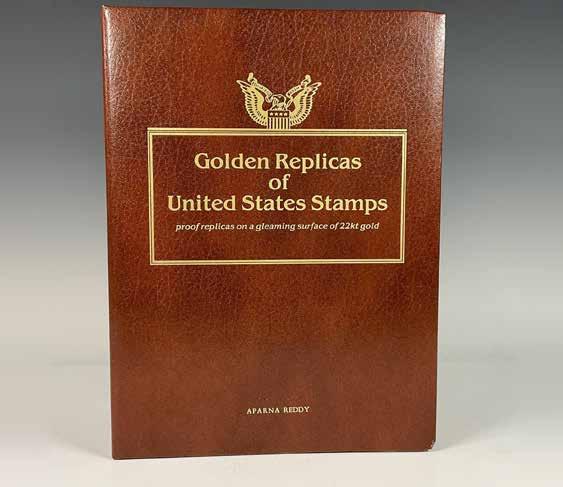 Golden Replicas
of
United States Stamps
proof replicas on a gleaming surface of 22kt gold
APARNA REDDY